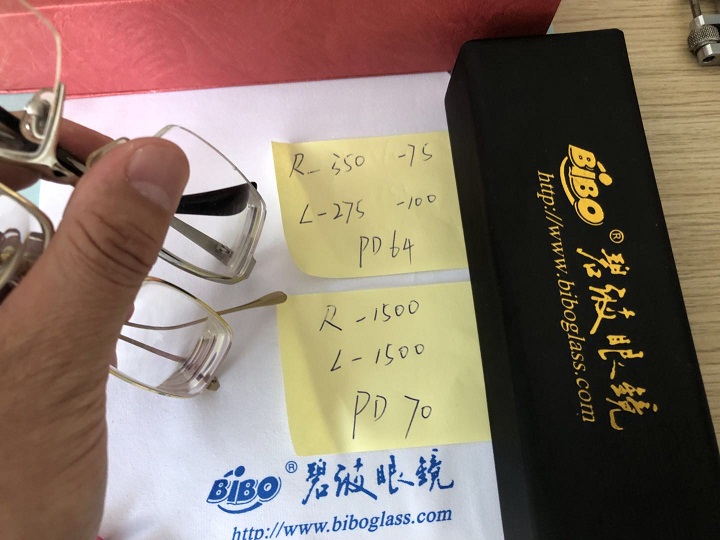 R-350 -75
L-275 -100
PD 64
R -1500
L -1500
PD 70
BiBO® 碧波眼镜
http://www.biboglass.com
BiBO® 碧波眼镜
http://www.biboglass.com